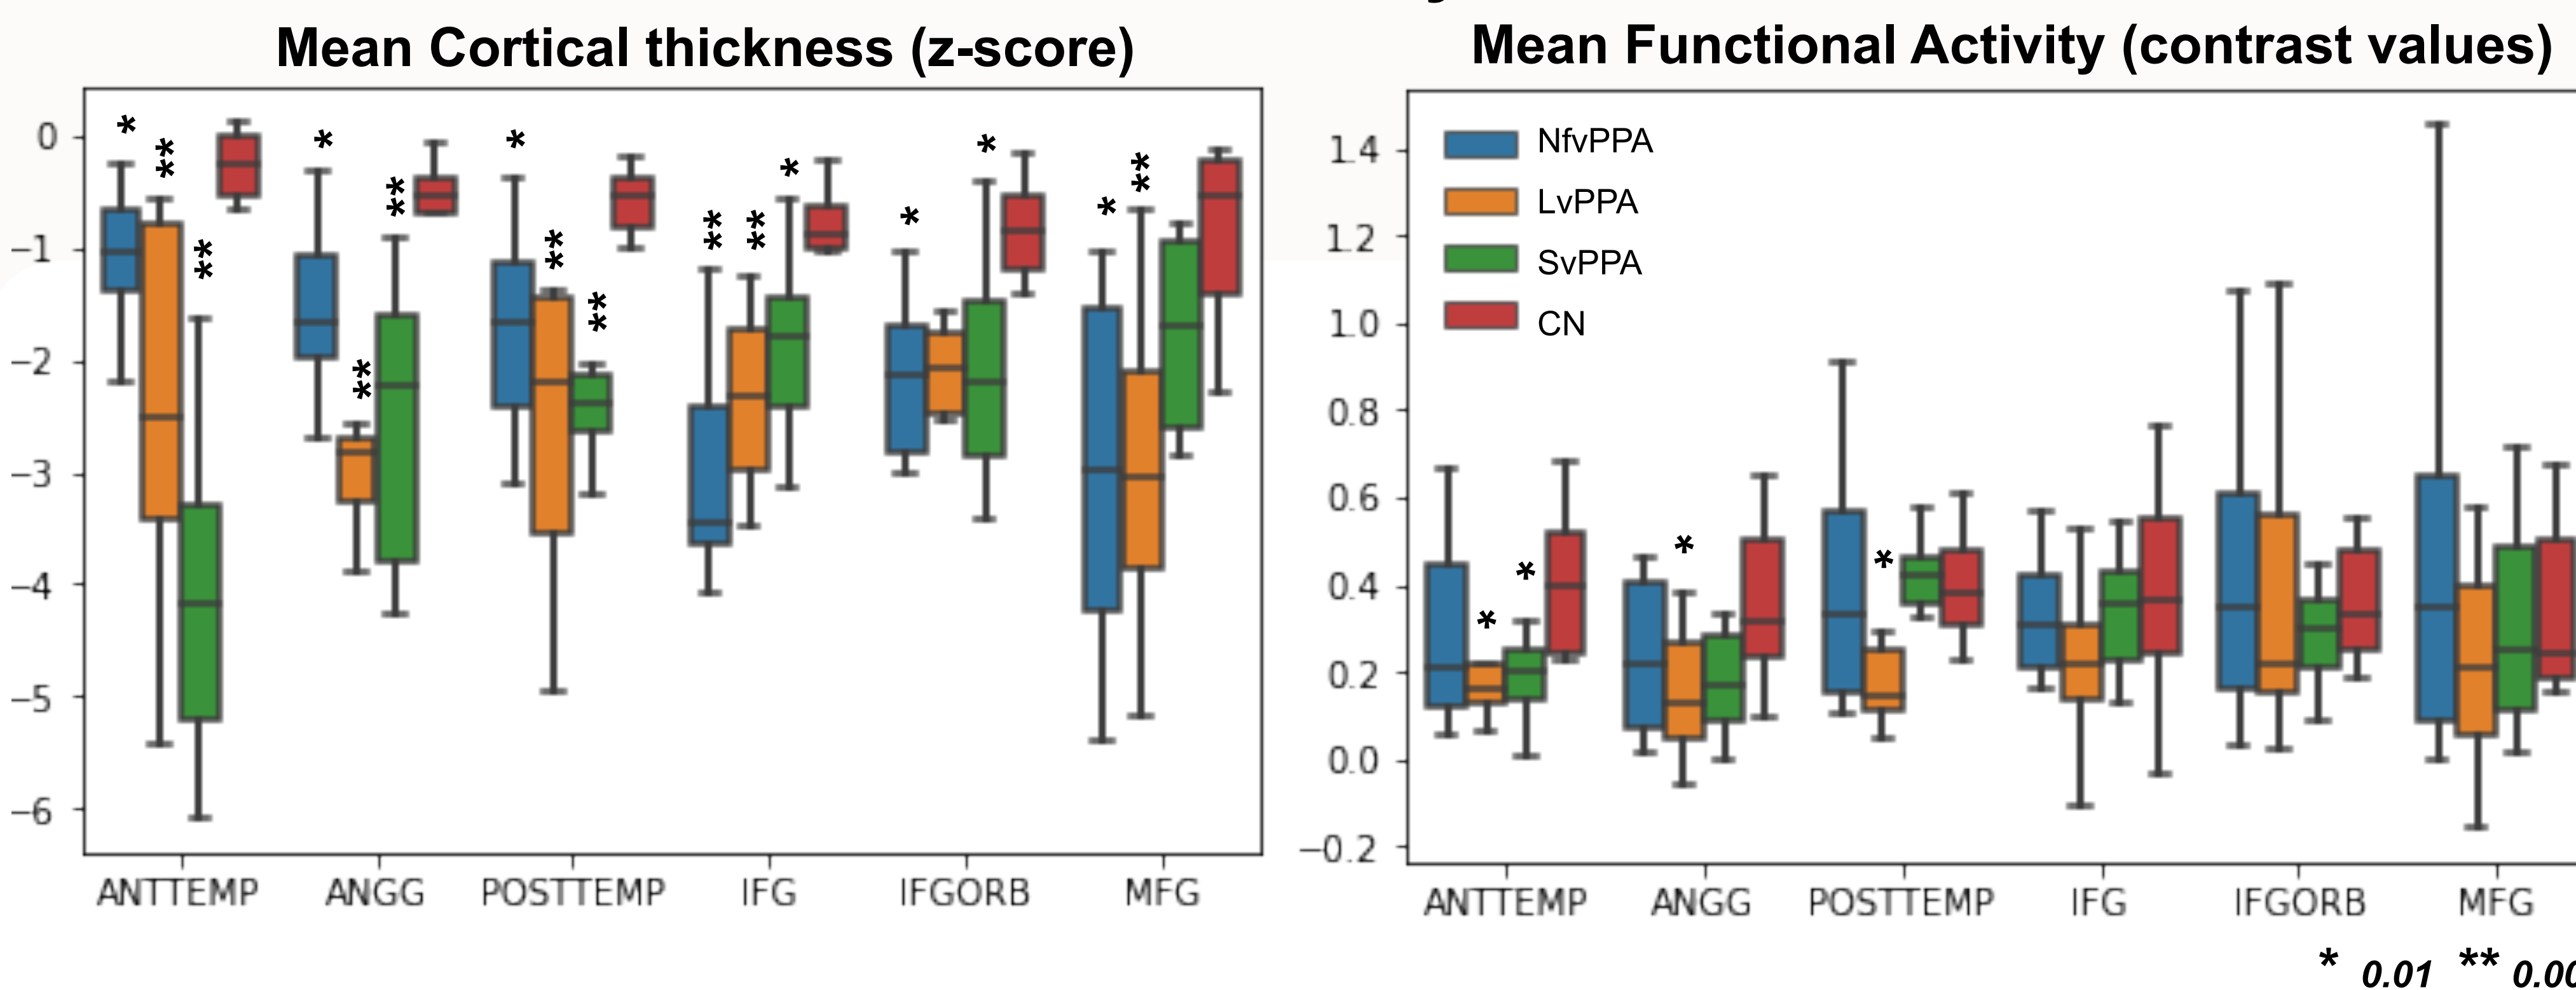 Mean Cortical thickness (z-score)
0
−1
−2
−3
−4
−5
−6
* ** ** * ** ** * ** ** ** ** * * * * **
ANTTEMP ANGG POSTTEMP IFG IFGORB MFG
Mean Functional Activity (contrast values)
1.4
1.2
1.0
0.8
0.6
0.4
0.2
0.0
−0.2
NfvPPA
LvPPA
SvPPA
CN
* * * *
ANTTEMP ANGG POSTTEMP IFG IFGORB MFG
* 0.01 ** 0.00